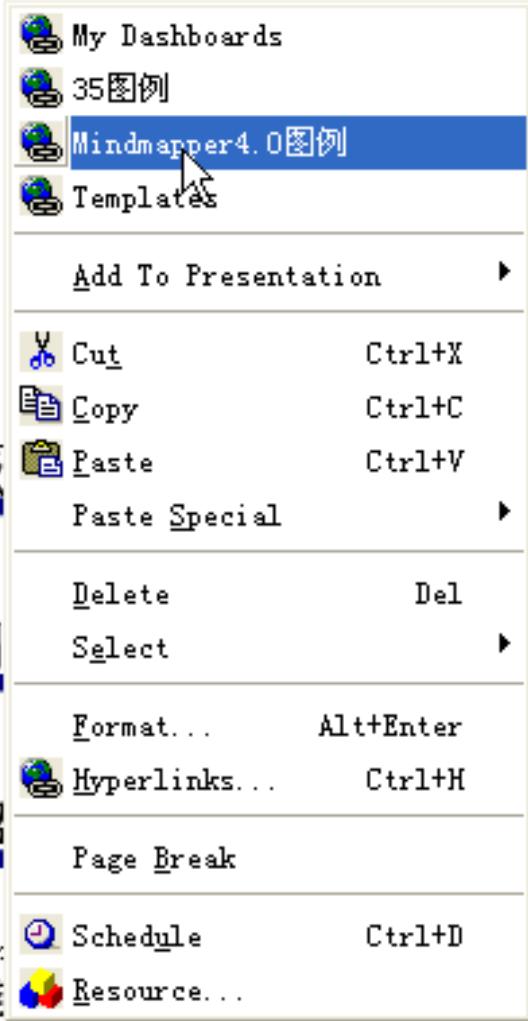 My Dashboards
35图例
Mindmapper4.0图例
Templates
Add To Presentation
Cut Ctrl+X
Copy Ctrl+C
Paste Ctrl+V
Paste Special
Delete Del
Select
Format... Alt+Enter
Hyperlinks... Ctrl+H
Page Break
Schedule Ctrl+D
Resource...